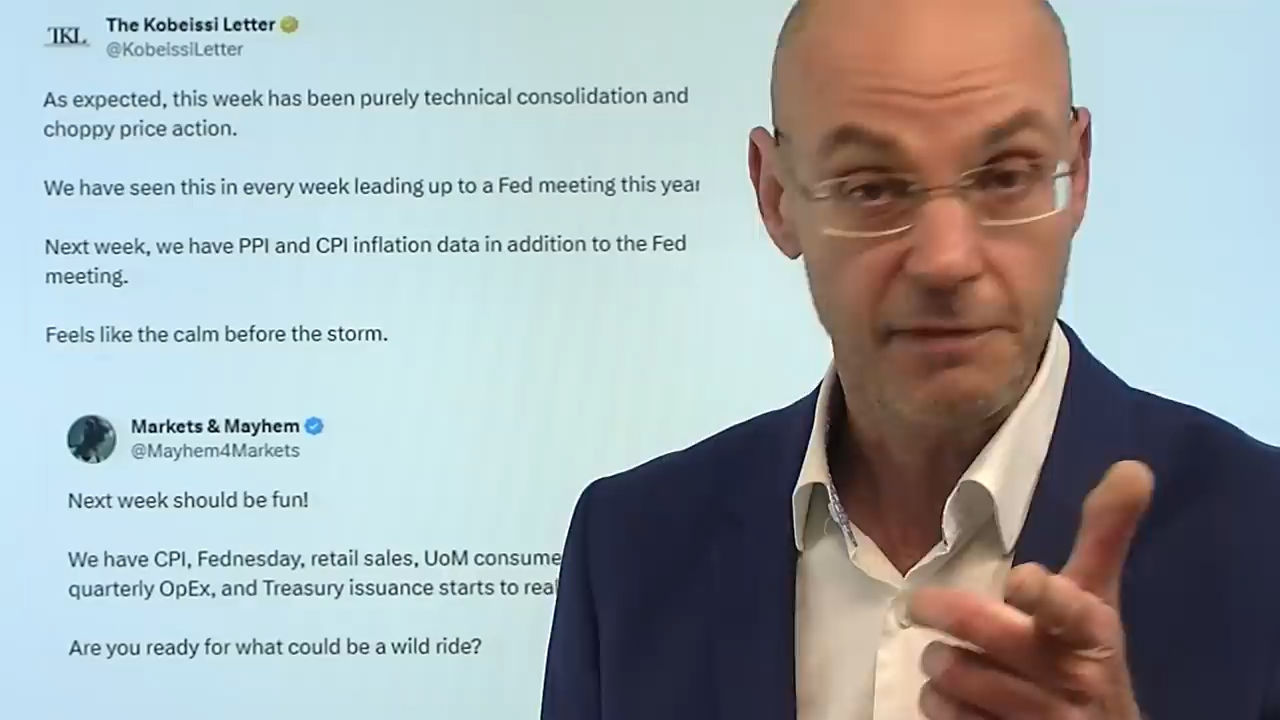 TKL
The Kobeissi Letter
@KobeissiLetter
As expected, this week has been purely technical consolidation and
choppy price action.
We have seen this in every week leading up to a Fed meeting this year
Next week, we have PPI and CPI inflation data in addition to the Fed
meeting.
Feels like the calm before the storm.
Markets & Mayhem
@Mayhem4Markets
Next week should be fun!
We have CPI, Fednesday, retail sales, UoM consume
quarterly OpEx, and Treasury issuance starts to real
Are you ready for what could be a wild ride?